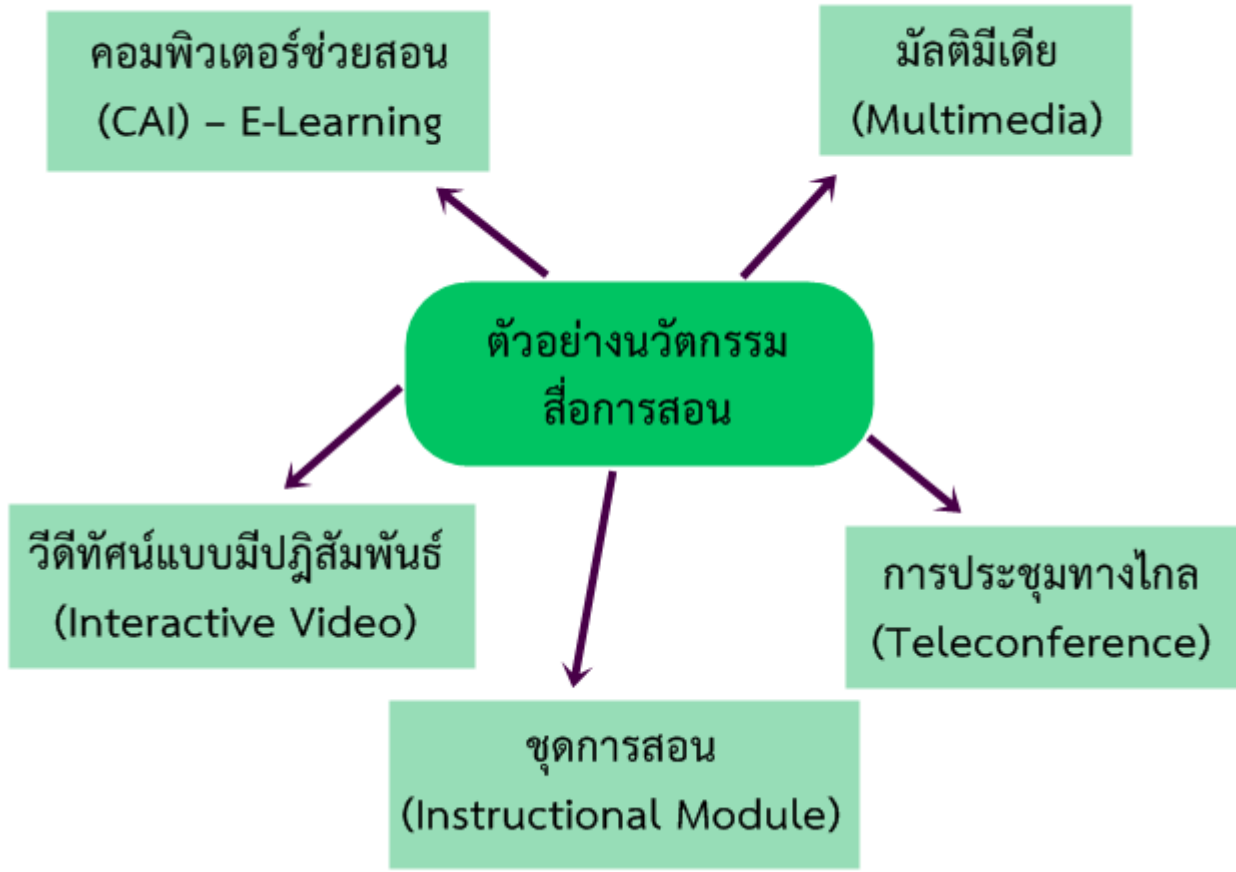 คอมพิวเตอร์ช่วยสอน
(CAI) – E-Learning
มัลติมีเดีย
(Multimedia)
ตัวอย่างนวัตกรรม
สื่อการสอน
วีดีทัศน์แบบมีปฎิสัมพันธ์
(Interactive Video)
การประชุมทางไกล
(Teleconference)
ชุดการสอน
(Instructional Module)